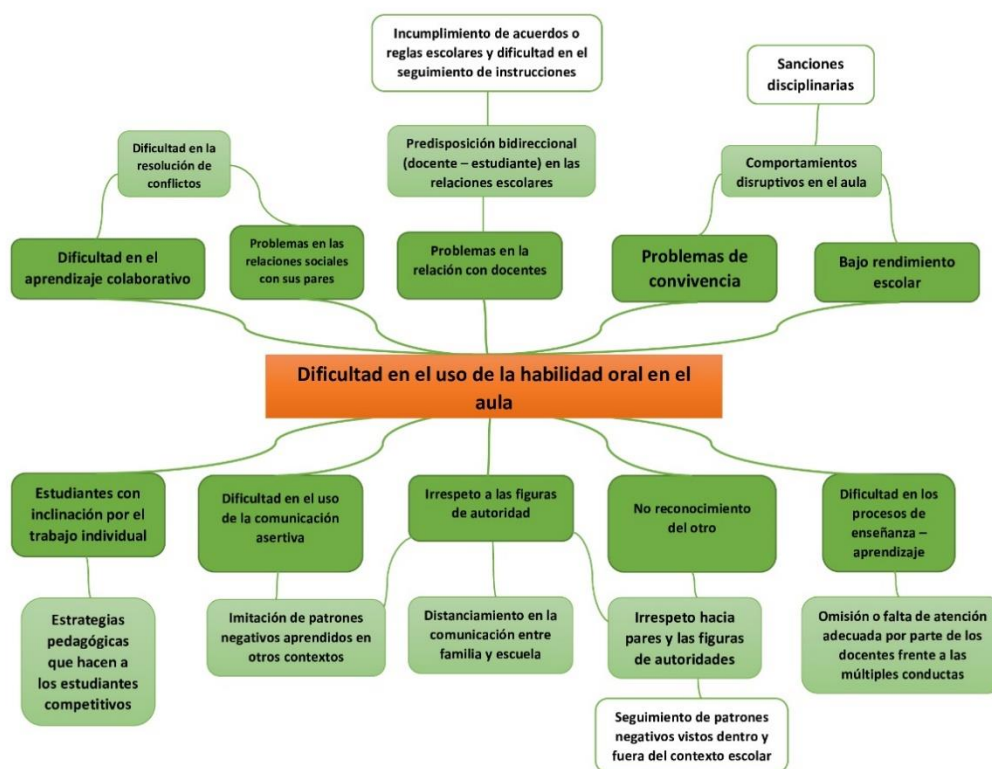 Incumplimiento de acuerdos o
reglas escolares y dificultad en el
seguimiento de instrucciones
Sanciones
disciplinarias
Dificultad en la
resolución de
conflictos
Predisposición bidireccional
(docente – estudiante) en las
relaciones escolares
Comportamientos
disruptivos en el aula
Dificultad en el
aprendizaje colaborativo
Problemas en las
relaciones sociales
con sus pares
Problemas en la
relación con docentes
Problemas de
convivencia
Bajo rendimiento
escolar
Dificultad en el uso de la habilidad oral en el
aula
Estudiantes con
inclinación por el
trabajo individual
Dificultad en el uso
de la comunicación
asertiva
Irrespeto a las figuras
de autoridad
No reconocimiento
del otro
Dificultad en los
procesos de
enseñanza –
aprendizaje
Estrategias
pedagógicas
que hacen a
los estudiantes
competitivos
Imitación de patrones
negativos aprendidos en
otros contextos
Distanciamiento en la
comunicación entre
familia y escuela
Irrespeto hacia
pares y las figuras
de autoridades
Omisión o falta de atención
adecuada por parte de los
docentes frente a las
múltiples conductas
Seguimiento de patrones
negativos vistos dentro y
fuera del contexto escolar